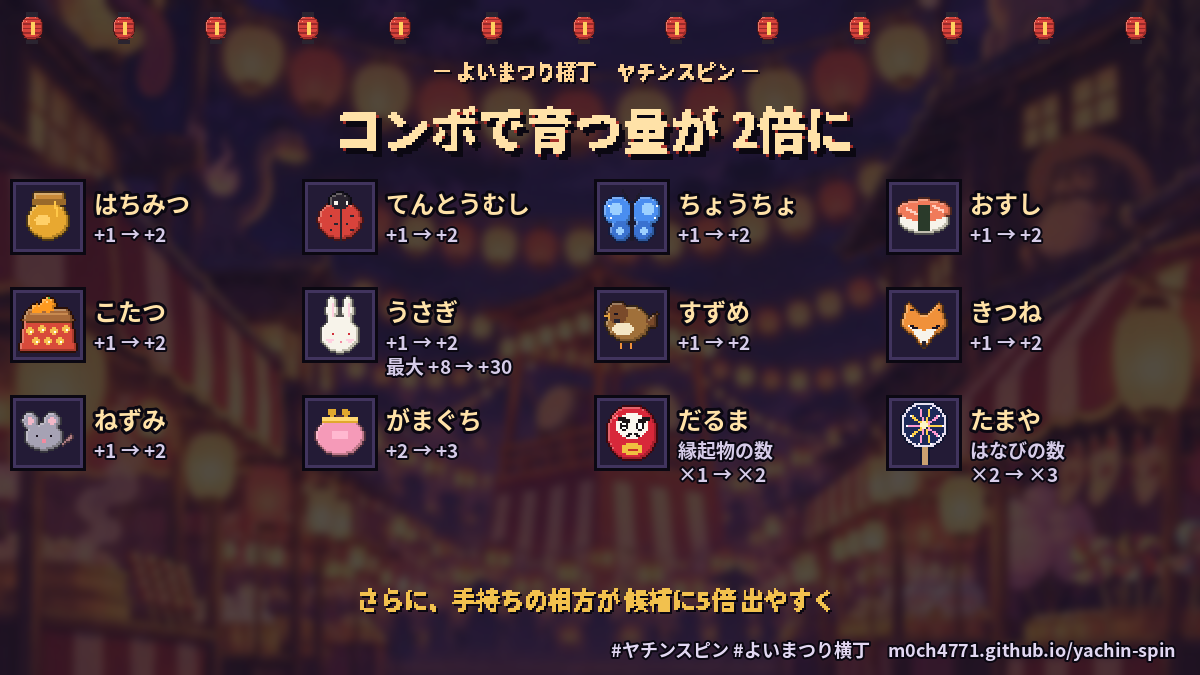 ー よいまつり横丁　ヤチンスピン ー
コンボで育つ量が 2倍に
はちみつ
+1 → +2
てんとうむし
+1 → +2
ちょうちょ
+1 → +2
おすし
+1 → +2
こたつ
+1 → +2
うさぎ
+1 → +2
最大 +8 → +30
すずめ
+1 → +2
きつね
+1 → +2
ねずみ
+1 → +2
がまぐち
+2 → +3
だるま
縁起物の数
×1 → ×2
たまや
はなびの数
×2 → ×3
さらに、手持ちの相方が候補に5倍出やすく
#ヤチンスピン #よいまつり横丁　m0ch4771.github.io/yachin-spin